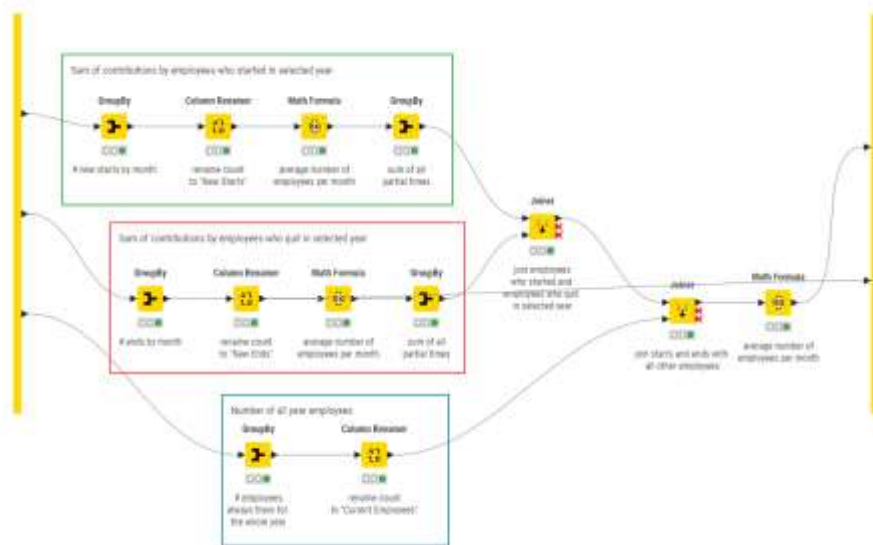 Sum of contributions by employees who started in selected year
GroupBy
Column Renamer
Math Formula
GroupBy
# new starts by month
rename count
to "New Starts"
average number of
employees per month
sum of all
partial times
Joiner
join employees
who started and
employees who quit
in selected year
Sum of contributions by employees who quit in selected year
GroupBy
Column Renamer
Math Formula
GroupBy
# ends by month
rename count
to "New Ends"
average number of
employees per month
sum of all
partial times
Joiner
join starts and ends with
all other employees
Math Formula
average number of
employees per month
Number of all year employees
GroupBy
Column Renamer
# employees
always there for
the whole year
rename count
to "Current Employees"